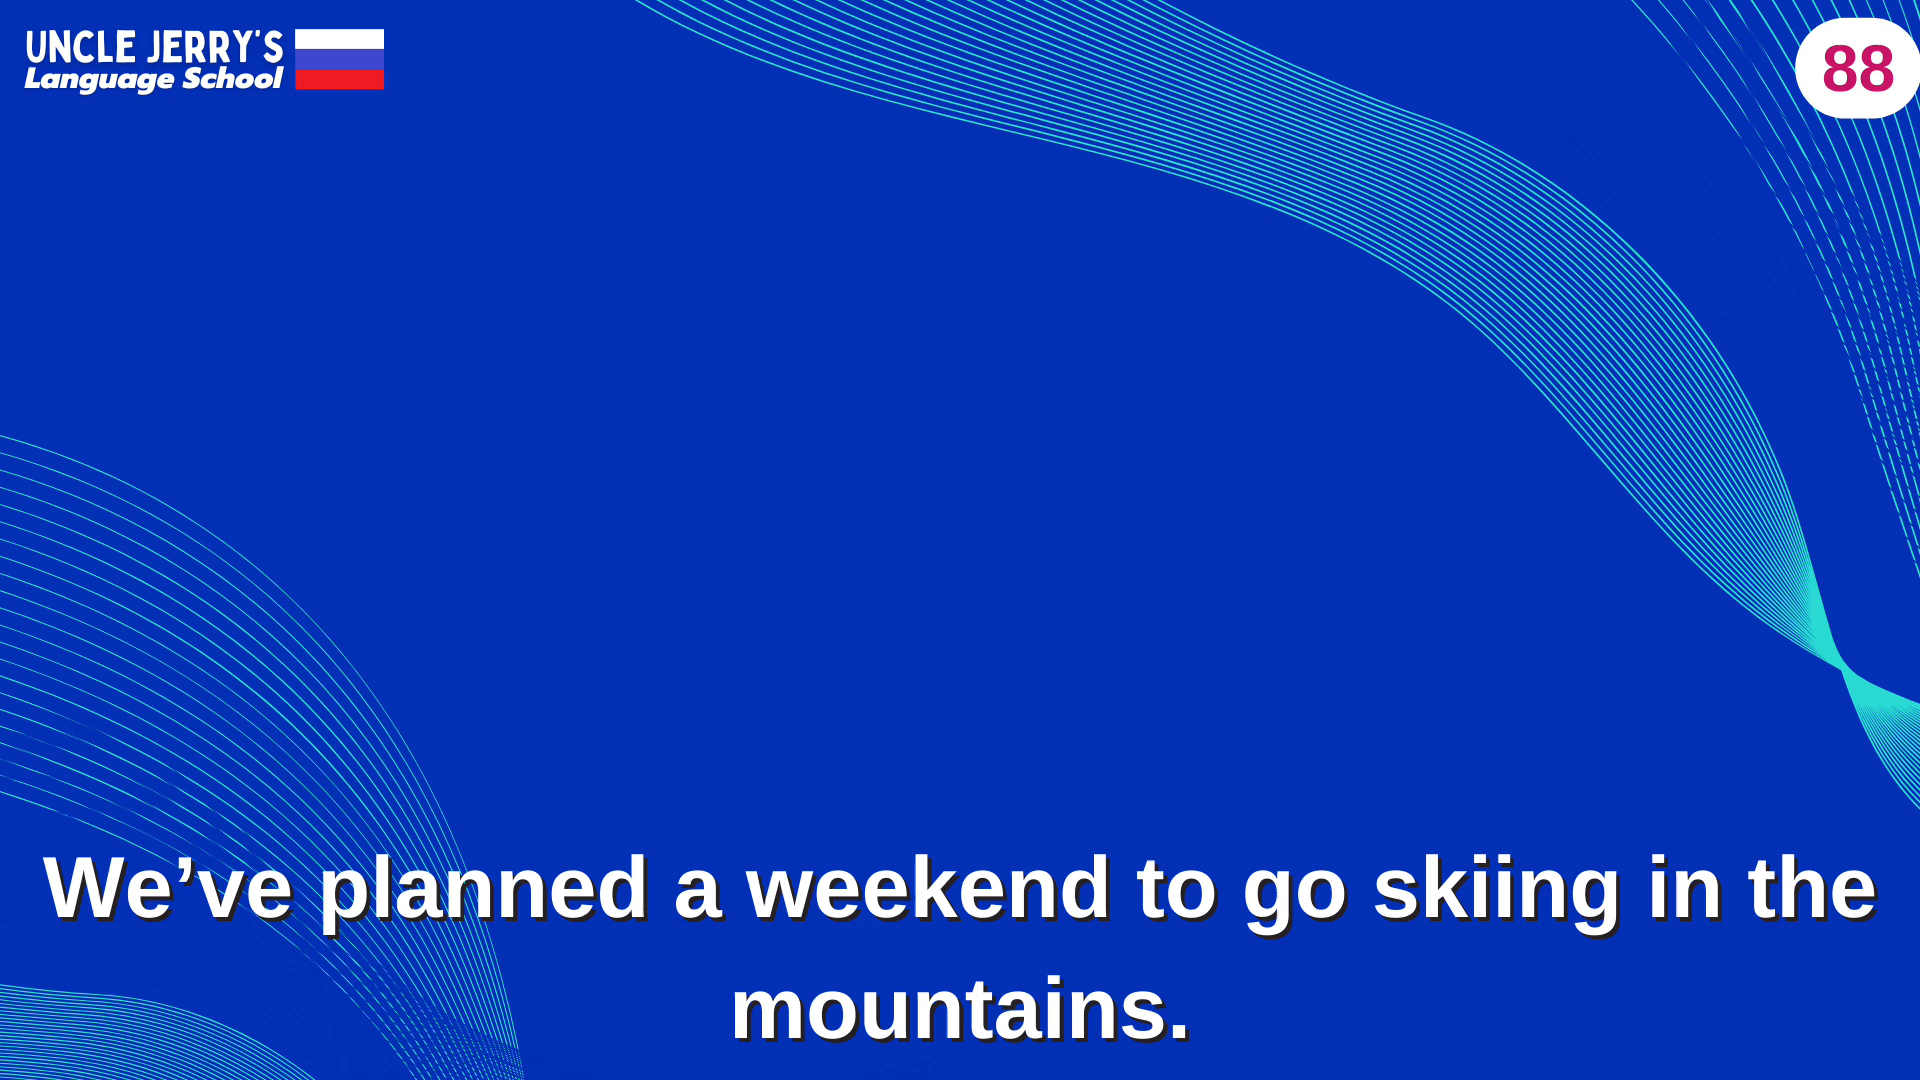 UNCLE JERRY'S
Language School
88
We’ve planned a weekend to go skiing in the
mountains.